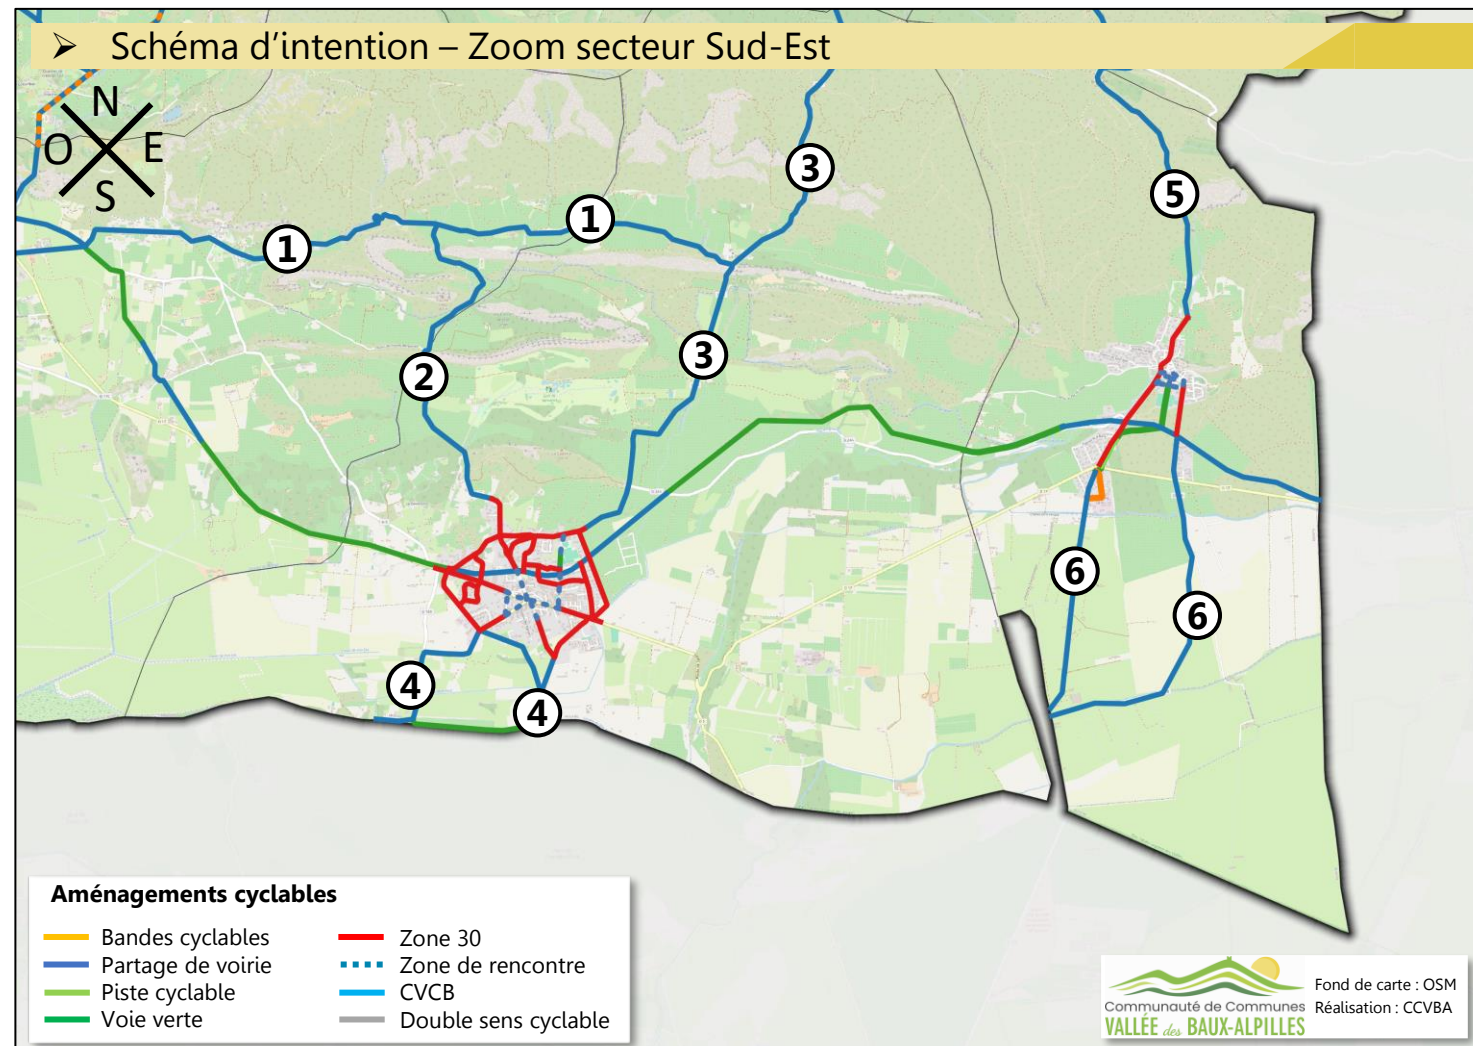 ➢ Schéma d'intention – Zoom secteur Sud-Est
N
O E
S
1
1
2
3
3
4
4
5
6
6
Aménagements cyclables
Bandes cyclables
Partage de voirie
Piste cyclable
Voie verte
Zone 30
Zone de rencontre
CVCB
Double sens cyclable
Communauté de Communes
VALLÉE des BAUX-ALPILLES
Fond de carte : OSM
Réalisation : CCVBA